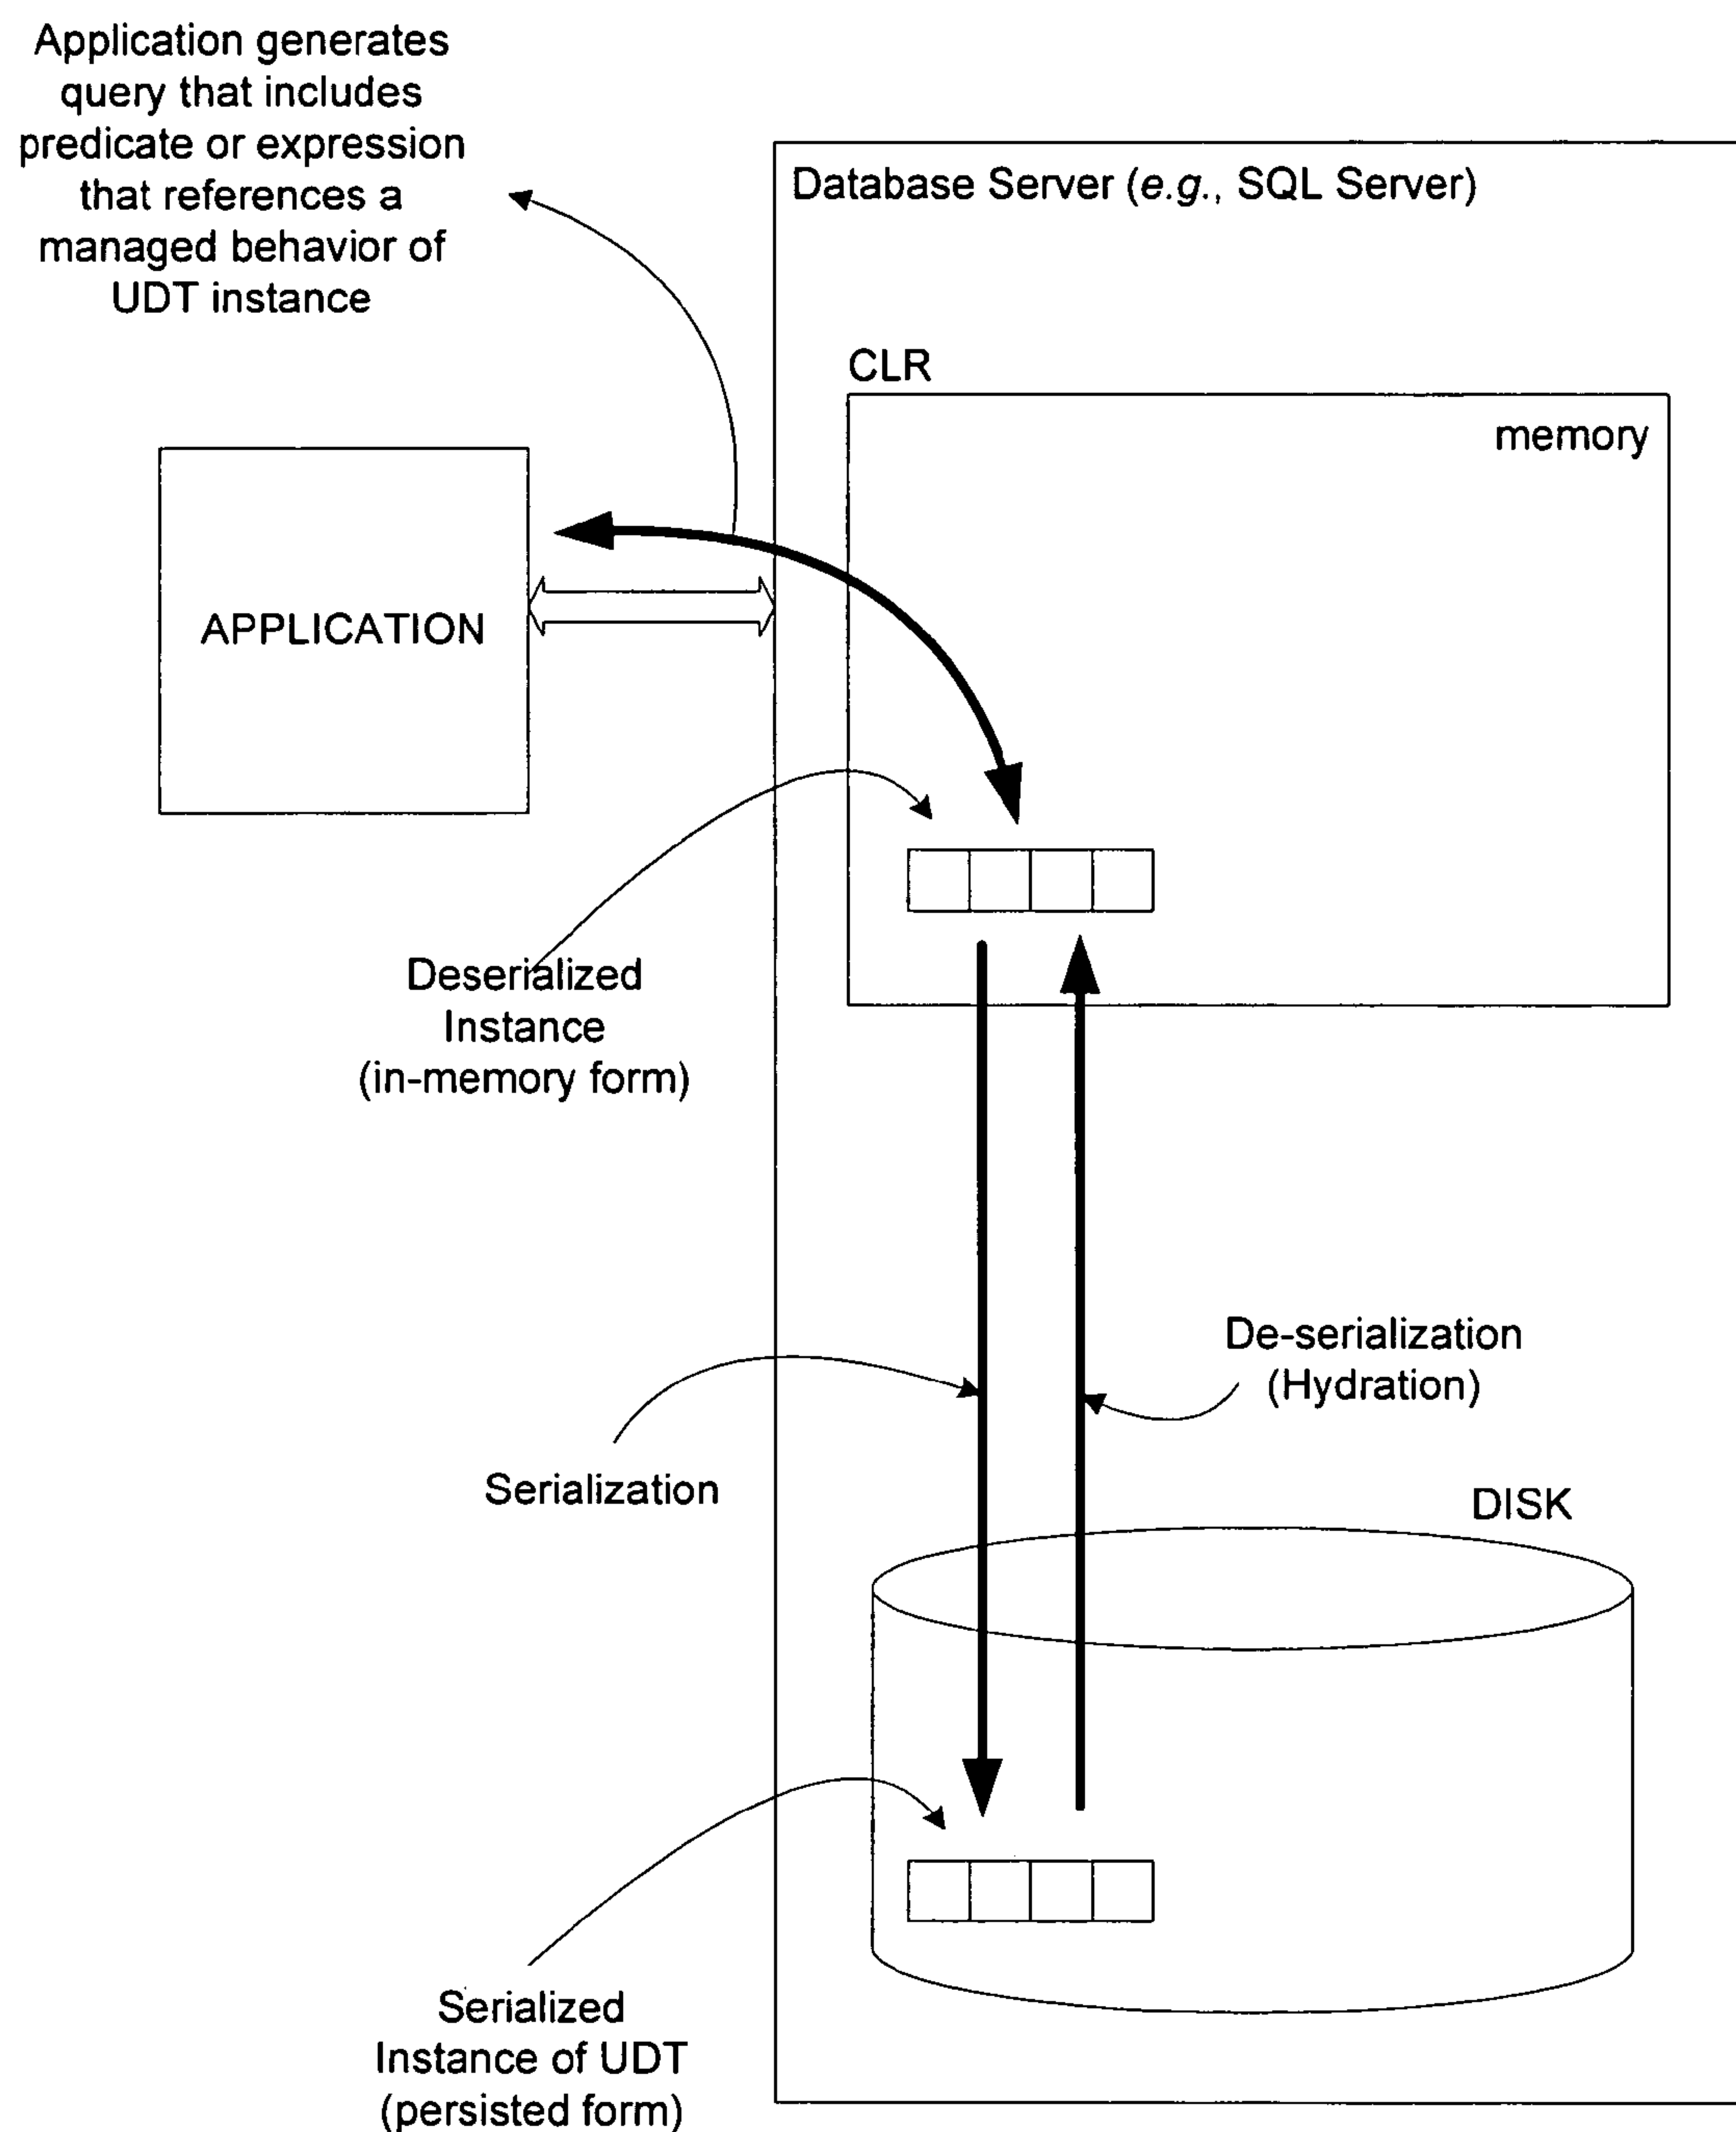 Application generates
query that includes
predicate or expression
that references a
managed behavior of
UDT instance
Database Server (e.g., SQL Server)
CLR
memory
APPLICATION
Deserialized
Instance
(in-memory form)
De-serialization
(Hydration)
Serialization
DISK
Serialized
Instance of UDT
(persisted form)